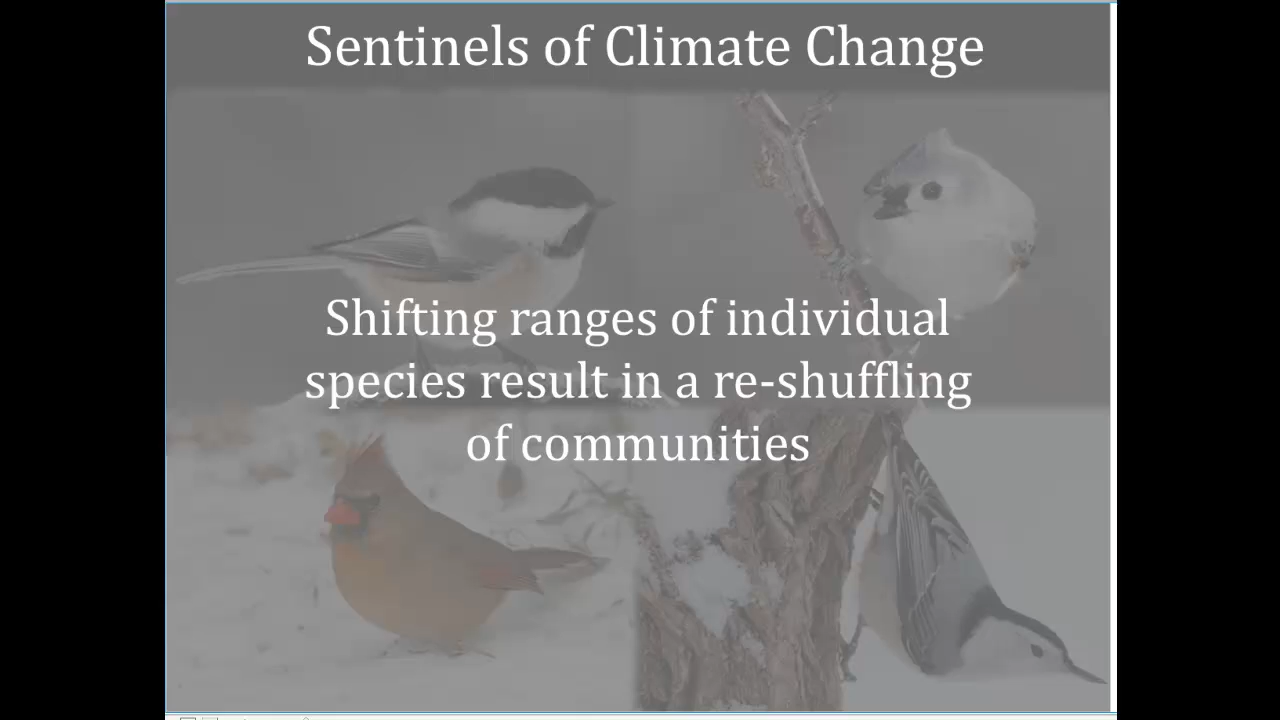 Sentinels of Climate Change
Shifting ranges of individual
species result in a re-shuffling
of communities